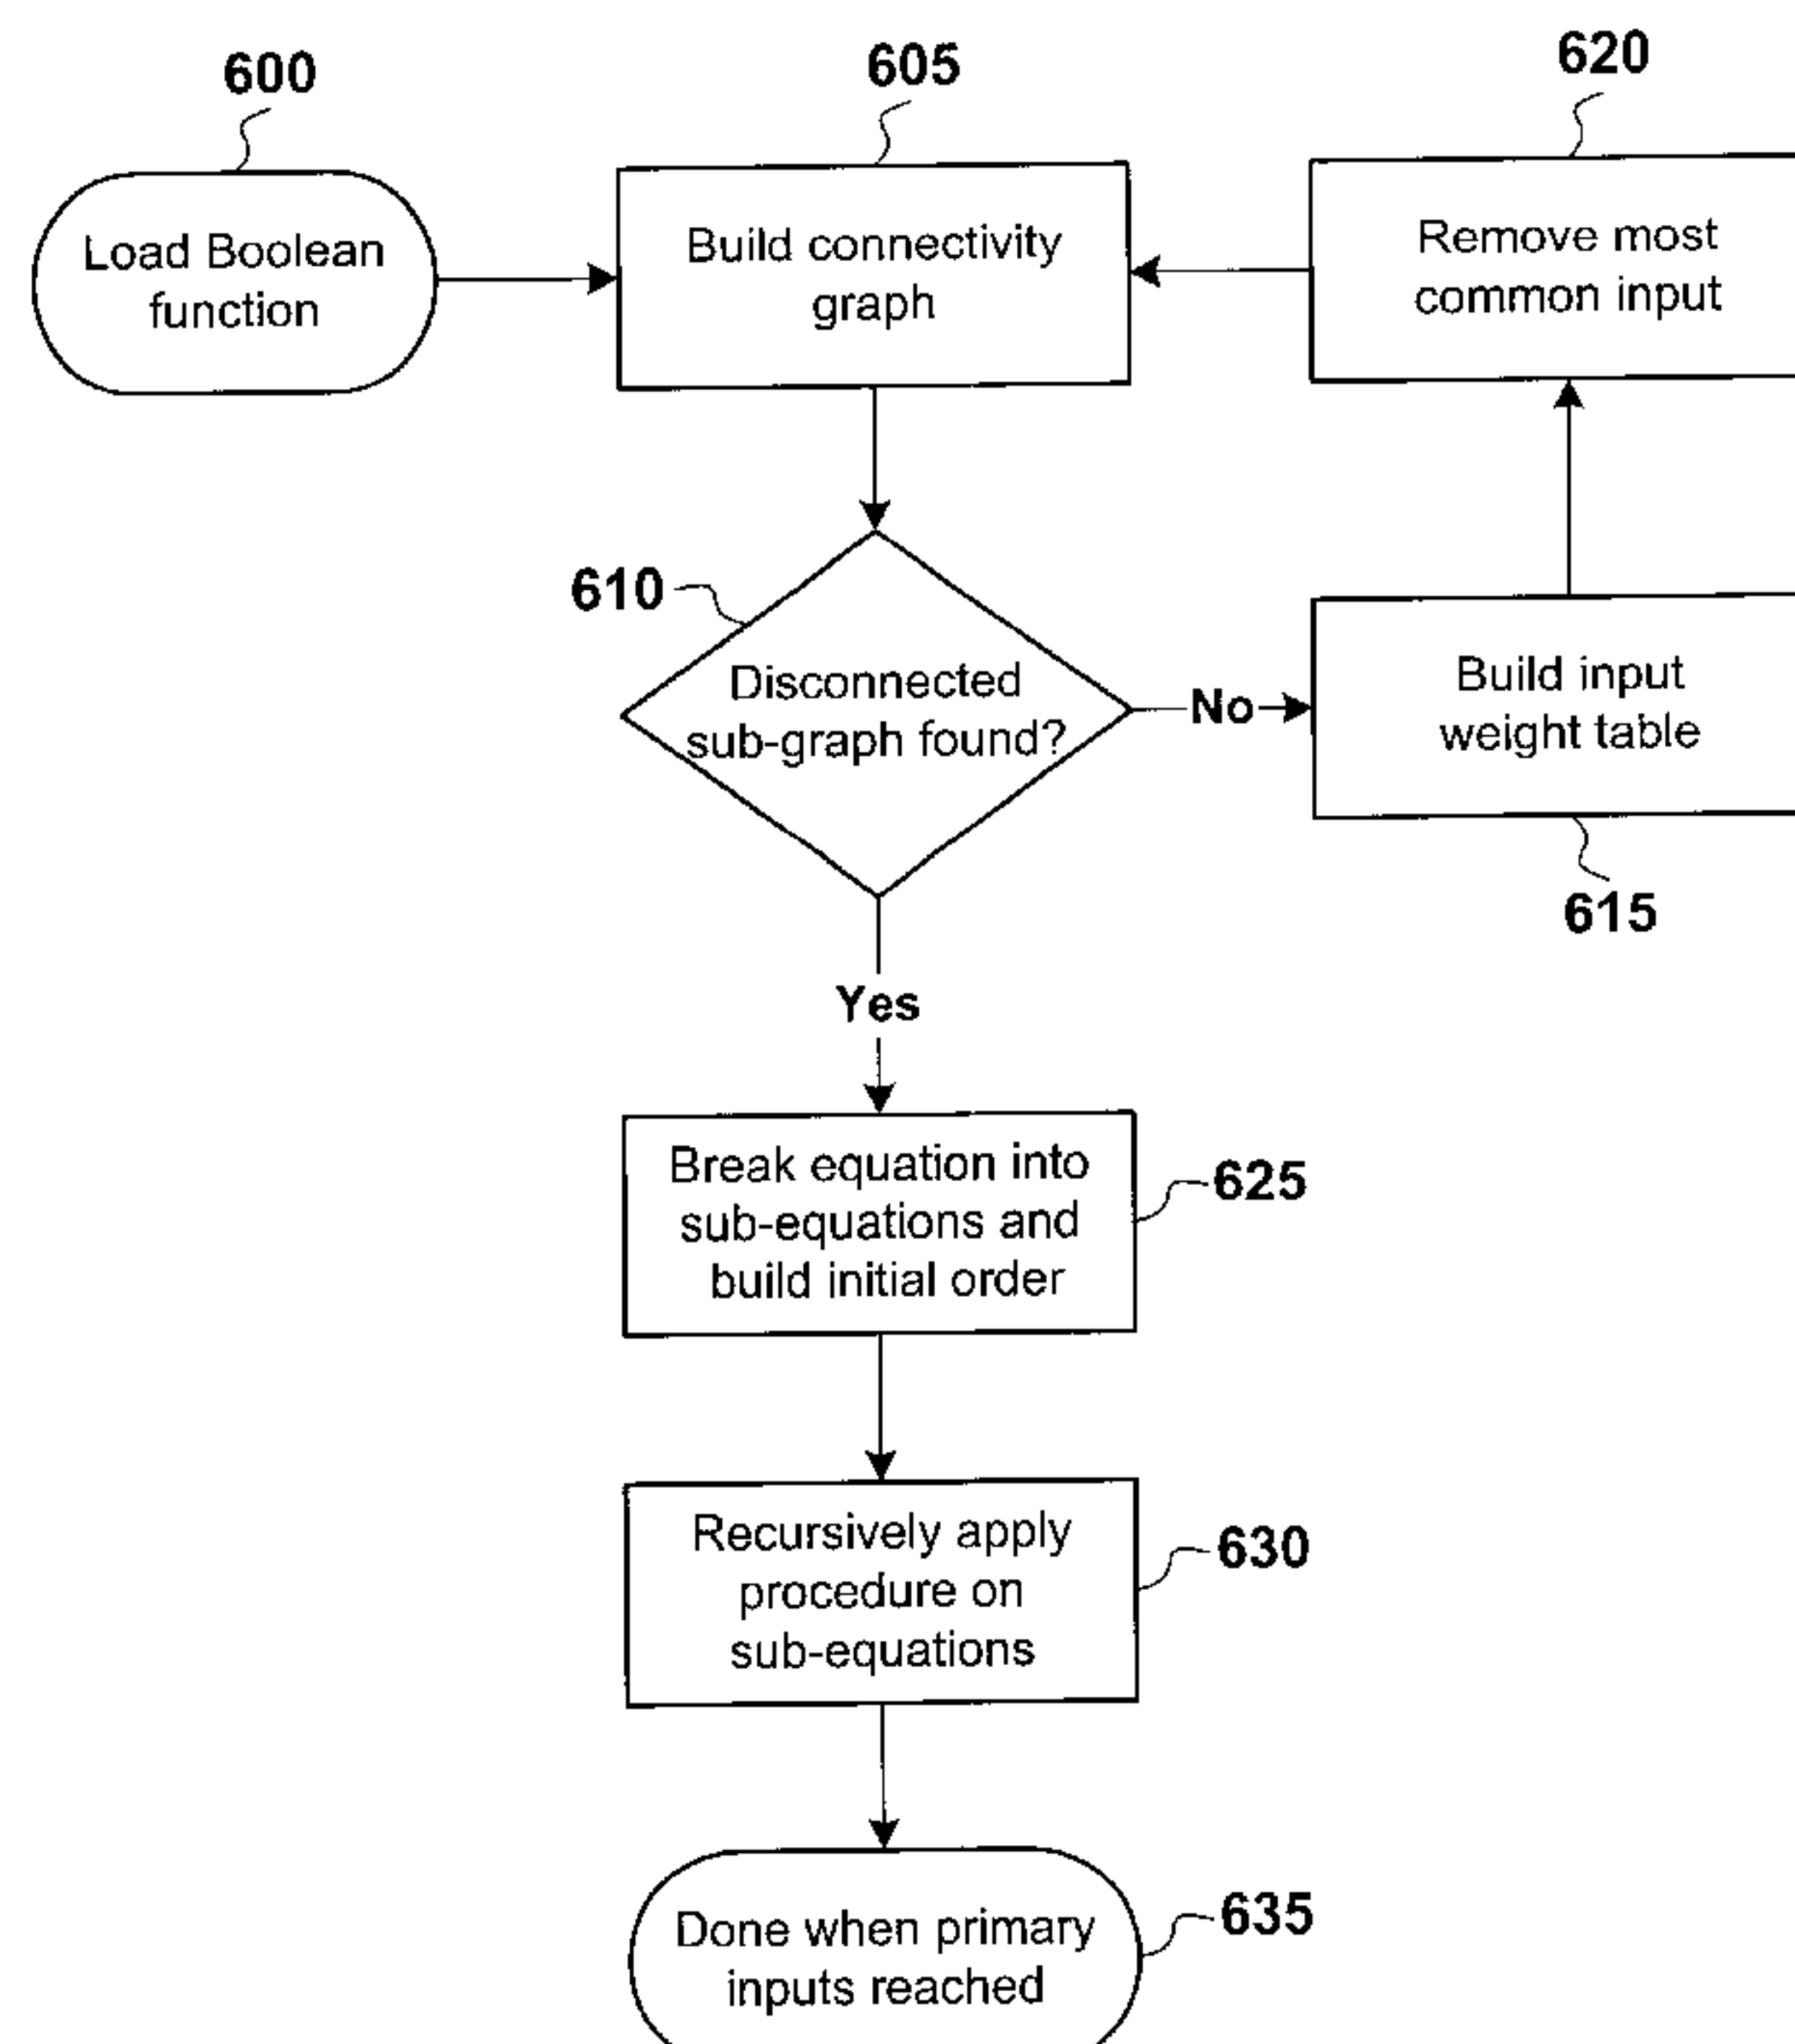 600
605
620
Load Boolean
function
Build connectivity
graph
Remove most
common input
610
Disconnected
sub-graph found?
No
Build input
weight table
615
Yes
Break equation into
sub-equations and
build initial order
625
Recursively apply
procedure on
sub-equations
630
Done when primary
inputs reached
635